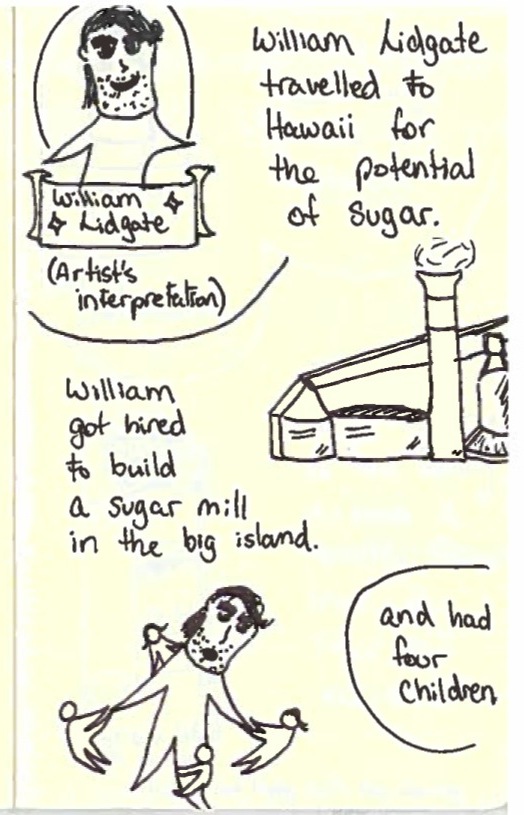 William
Lidgate
(Artist's
interpretation)
William Lidgate
travelled to
Hawaii for
the potential
of sugar.
William
got hired
to build
a sugar mill
in the big island.
and had
four
children